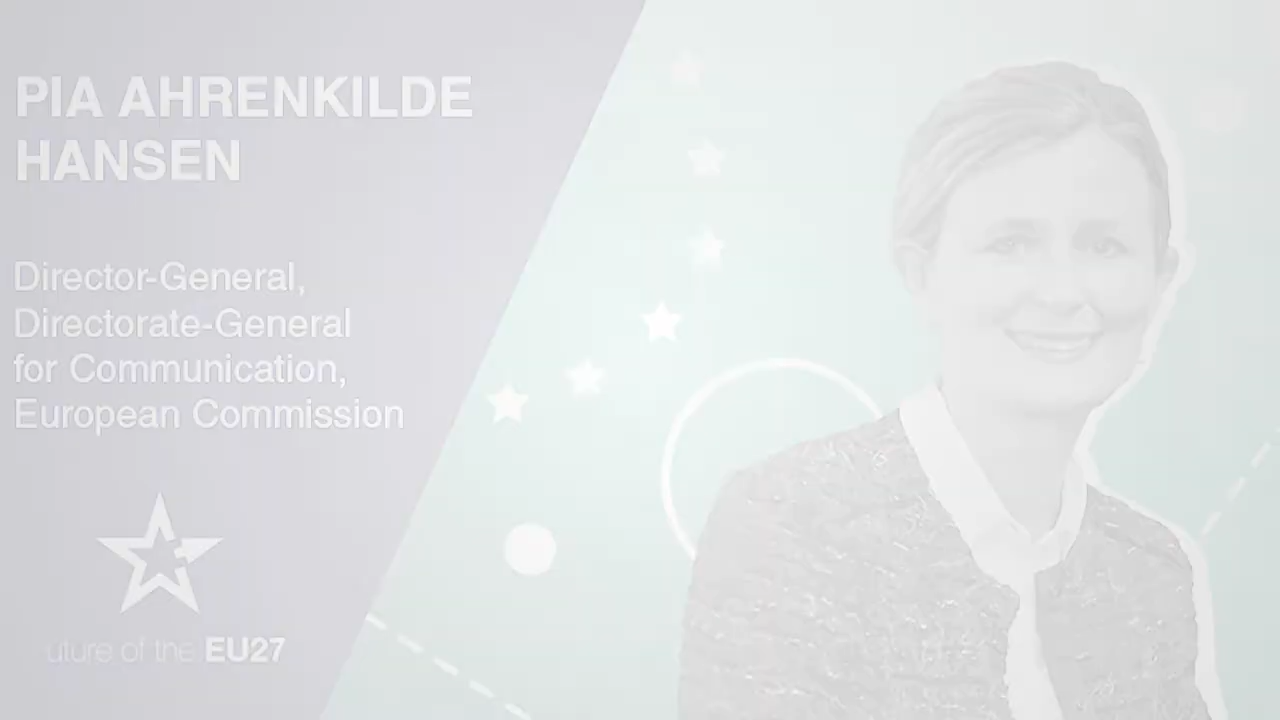 PIA AHRENKILDE
HANSEN
Director-General,
Directorate-General
for Communication,
European Commission
uture of the EU27